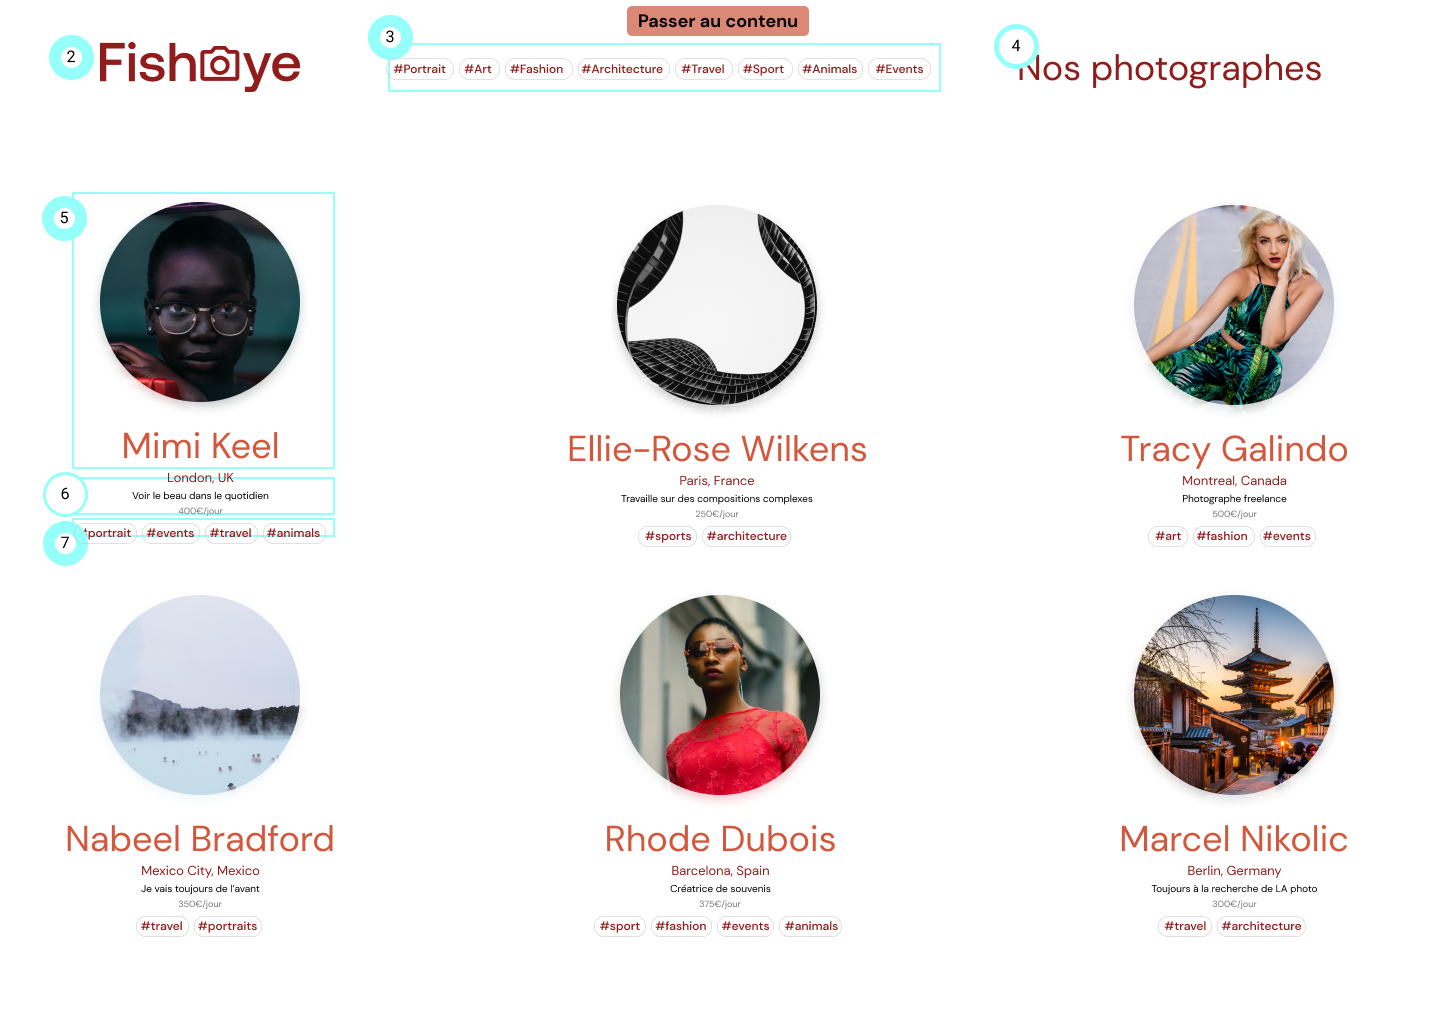 Passer au contenu
2
Fisheye
3
#Portrait #Art #Fashion #Architecture #Travel #Sport #Animals #Events
4
Nos photographes
5
Mimi Keel
London, UK
6
Voir le beau dans le quotidien
400€/jour
7
#portrait #events #travel #animals
Ellie-Rose Wilkens
Paris, France
Travaille sur des compositions complexes
250€/jour
#sports #architecture
Tracy Galindo
Montreal, Canada
Photographe freelance
500€/jour
#art #fashion #events
Nabeel Bradford
Mexico City, Mexico
Je vais toujours de l'avant
350€/jour
#travel #portraits
Rhode Dubois
Barcelona, Spain
Créatrice de souvenis
375€/jour
#sport #fashion #events #animals
Marcel Nikolic
Berlin, Germany
Toujours à la recherche de LA photo
300€/jour
#travel #architecture